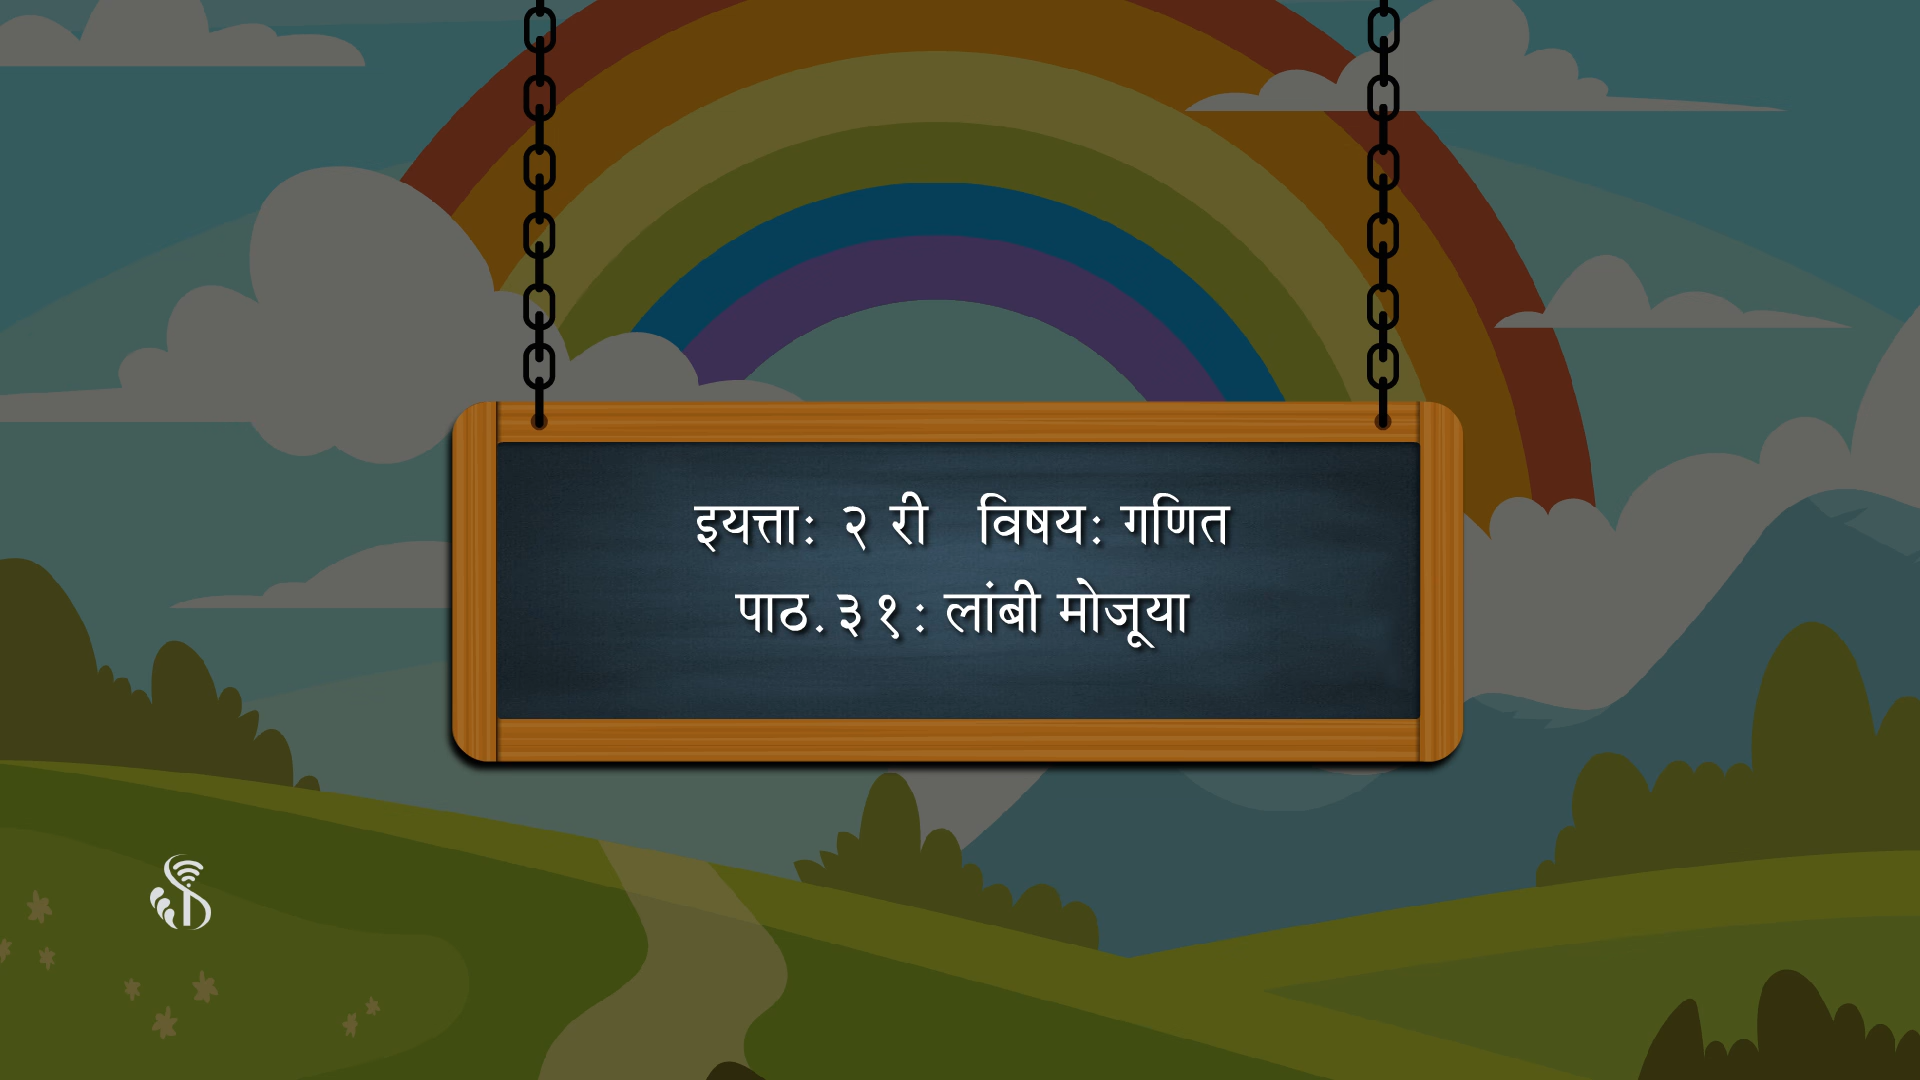 इयत्ता: २ री विषय: गणित
पाठ.३१: लांबी मोजूया